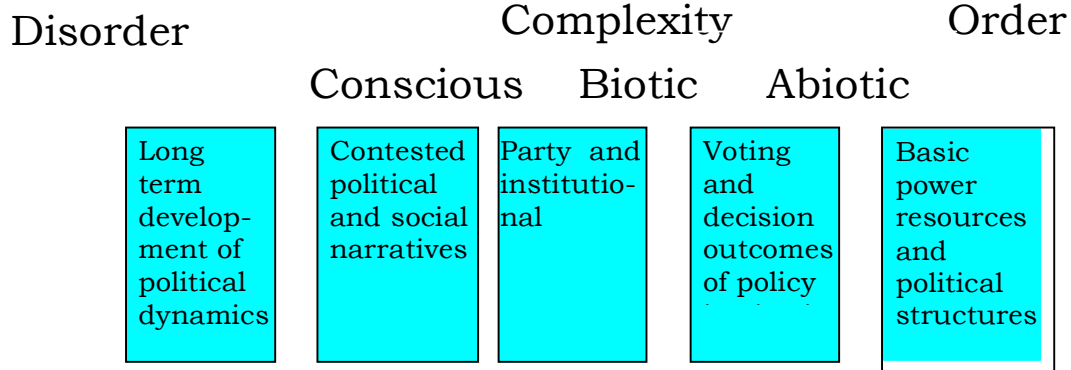 Disorder Complexity Order
Conscious Biotic Abiotic
Long
term
develop-
ment of
political
dynamics
Contested
political
and social
narratives
Party and
institutio-
nal
Voting
and
decision
outcomes
of policy
Basic
power
resources
and
political
structures